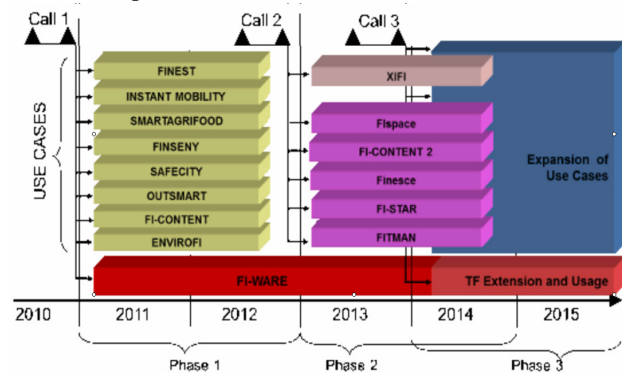 Call 1
Call 2
Call 3
USE CASES
FINEST
INSTANT MOBILITY
SMARTAGRIFOOD
FINSENY
SAFECITY
OUTSMART
FI-CONTENT
ENVIROFI
XIFI
FIspace
FI-CONTENT 2
Finesce
FI-STAR
FITMAN
Expansion of
Use Cases
FI-WARE
TF Extension and Usage
2010
2011
2012
2013
2014
2015
Phase 1
Phase 2
Phase 3